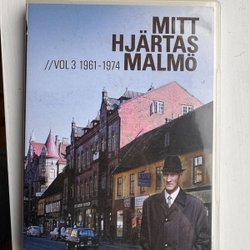 MITT
HJÄRTAS
//VOL 3 1961-1974 MALMÖ